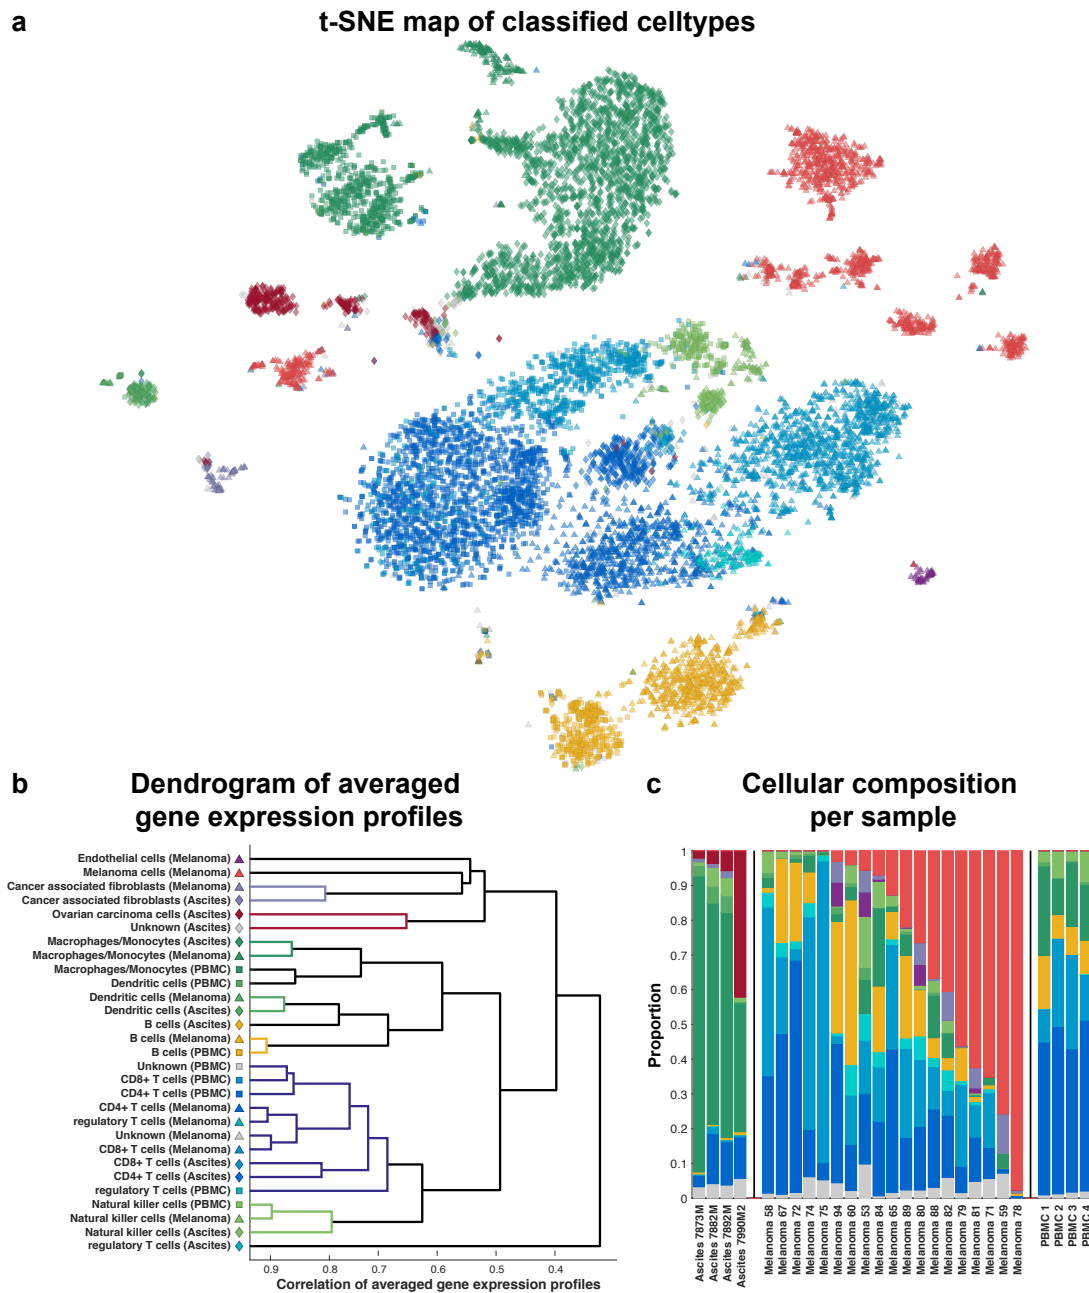 a
t-SNE map of classified celltypes
b
Dendrogram of averaged
gene expression profiles
Endothelial cells (Melanoma)
Melanoma cells (Melanoma)
Cancer associated fibroblasts (Melanoma)
Cancer associated fibroblasts (Ascites)
Ovarian carcinoma cells (Ascites)
Unknown (Ascites)
Macrophages/Monocytes (Ascites)
Macrophages/Monocytes (Melanoma)
Macrophages/Monocytes (PBMC)
Dendritic cells (PBMC)
Dendritic cells (Melanoma)
Dendritic cells (Ascites)
B cells (Ascites)
B cells (Melanoma)
B cells (PBMC)
Unknown (PBMC)
CD8+ T cells (PBMC)
CD4+ T cells (PBMC)
CD4+ T cells (Melanoma)
regulatory T cells (Melanoma)
Unknown (Melanoma)
CD8+ T cells (Melanoma)
CD8+ T cells (Ascites)
CD4+ T cells (Ascites)
regulatory T cells (PBMC)
Natural killer cells (PBMC)
Natural killer cells (Melanoma)
Natural killer cells (Ascites)
regulatory T cells (Ascites)
0.9 0.8 0.7 0.6 0.5 0.4
Correlation of averaged gene expression profiles
c
Cellular composition
per sample
Proportion
1
0.9
0.8
0.7
0.6
0.5
0.4
0.3
0.2
0.1
0
Ascites 7873M
Ascites 7882M
Ascites 7892M
Ascites 7990M2
Melanoma 58
Melanoma 67
Melanoma 72
Melanoma 74
Melanoma 75
Melanoma 94
Melanoma 60
Melanoma 53
Melanoma 84
Melanoma 65
Melanoma 89
Melanoma 80
Melanoma 88
Melanoma 82
Melanoma 79
Melanoma 81
Melanoma 71
Melanoma 59
Melanoma 78
PBMC 1
PBMC 2
PBMC 3
PBMC 4